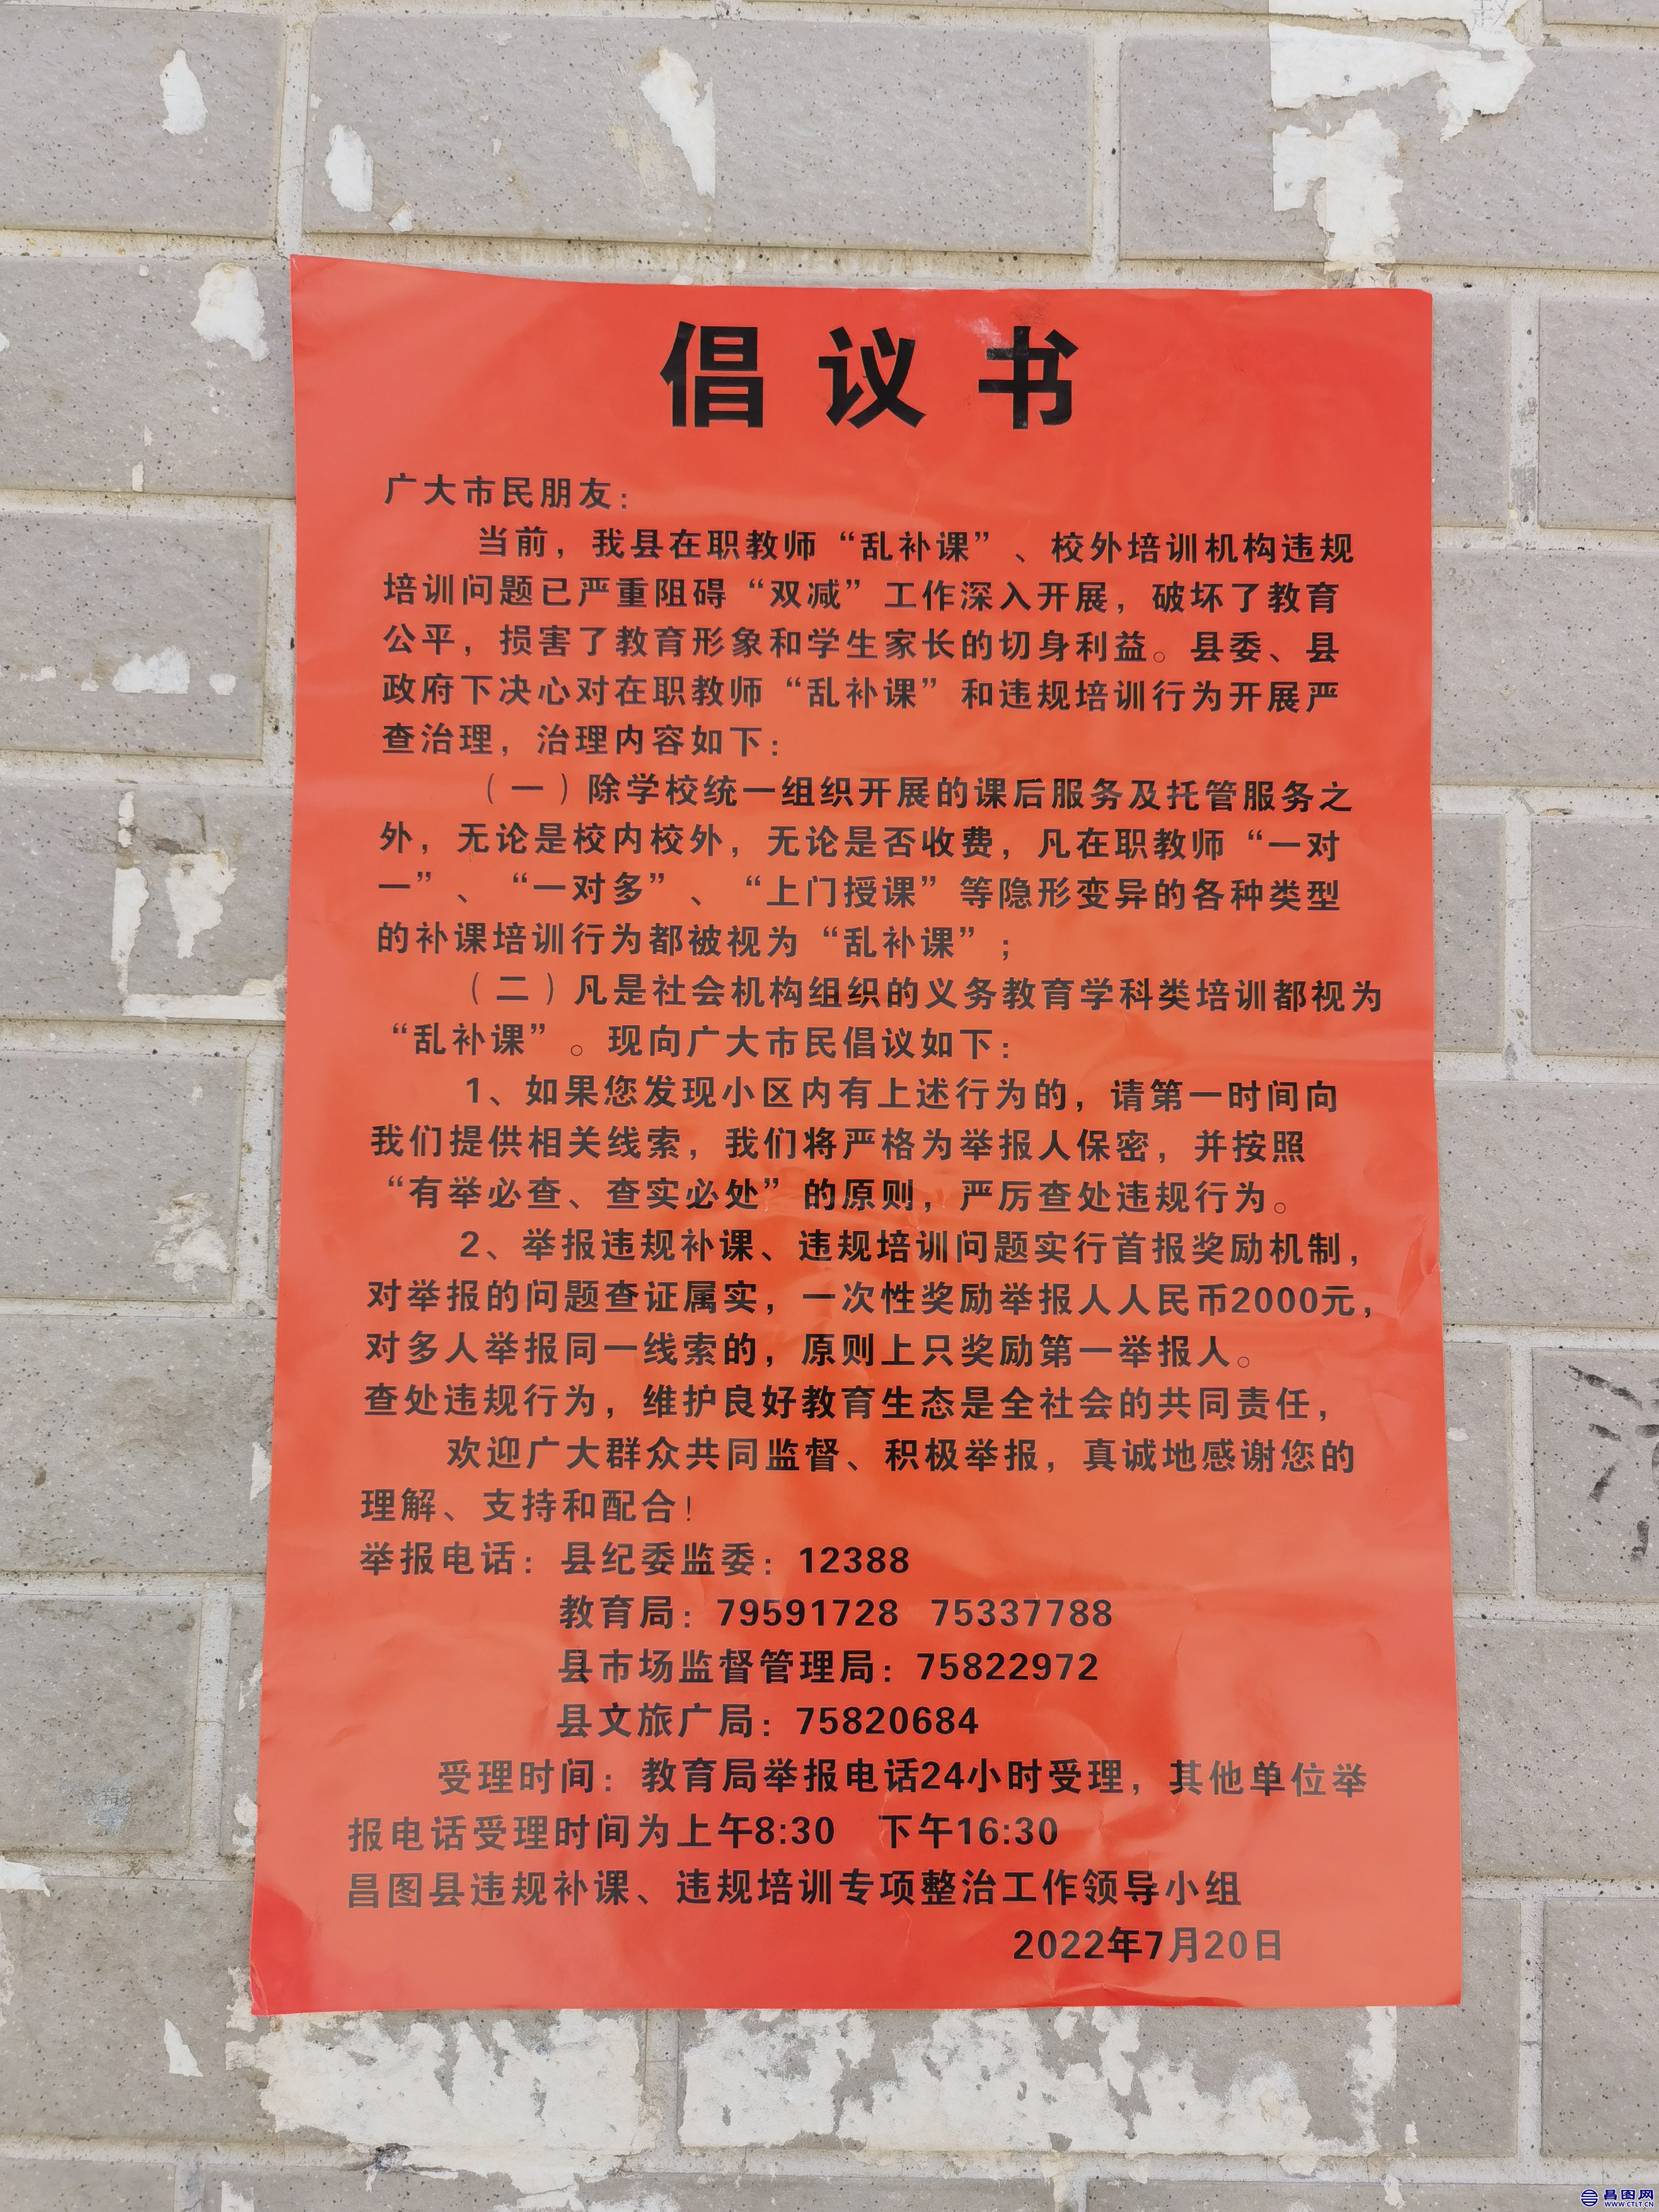 倡议书
广大市民朋友：
当前，我县在职教师“乱补课”、校外培训机构违规
培训问题已严重阻碍“双减”工作深入开展，破坏了教育
公平，损害了教育形象和学生家长的切身利益。县委、县
政府下决心对在职教师“乱补课”和违规培训行为开展严
查治理，治理内容如下：
（一）除学校统一组织开展的课后服务及托管服务之
外，无论是校内校外，无论是否收费，凡在职教师“一对
一”、“一对多”、“上门授课”等隐形变异的各种类型
的补课培训行为都被视为“乱补课”；
（二）凡是社会机构组织的义务教育学科类培训都视为
“乱补课”。现向广大市民倡议如下：
1、如果您发现小区内有上述行为的，请第一时间向
我们提供相关线索，我们将严格为举报人保密，并按照
“有举必查、查实必处”的原则，严厉查处违规行为。
2、举报违规补课、违规培训问题实行首报奖励机制，
对举报的问题查证属实，一次性奖励举报人人民币2000元，
对多人举报同一线索的，原则上只奖励第一举报人。
查处违规行为，维护良好教育生态是全社会的共同责任，
欢迎广大群众共同监督、积极举报，真诚地感谢您的
理解、支持和配合！
举报电话：县纪委监委：12388
教育局：79591728 75337788
县市场监督管理局：75822972
县文旅广局：75820684
受理时间：教育局举报电话24小时受理，其他单位举
报电话受理时间为上午8:30 下午16:30
昌图县违规补课、违规培训专项整治工作领导小组
2022年7月20日
昌图网
WWW.CTLT.CN